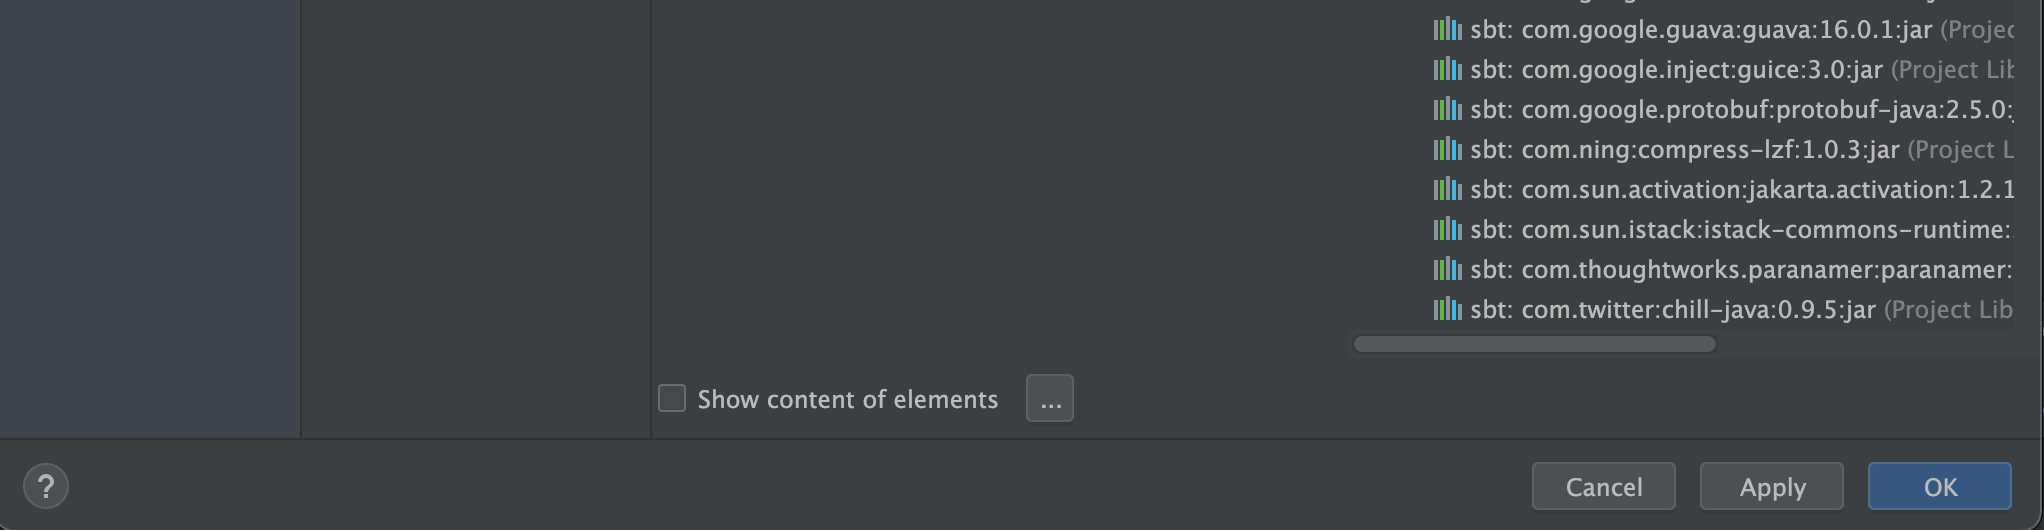 sbt: com.google.guava:guava:16.0.1:jar (Projec
sbt: com.google.inject:guice:3.0:jar (Project Lib
sbt: com.google.protobuf:protobuf-java:2.5.0:
sbt: com.ning:compress-lzf:1.0.3:jar (Project L
sbt: com.sun.activation:jakarta.activation:1.2.1
sbt: com.sun.istack:istack-commons-runtime:
sbt: com.thoughtworks.paranamer:paranamer:
sbt: com.twitter:chill-java:0.9.5:jar (Project Lib
Show content of elements ...
? Cancel Apply OK